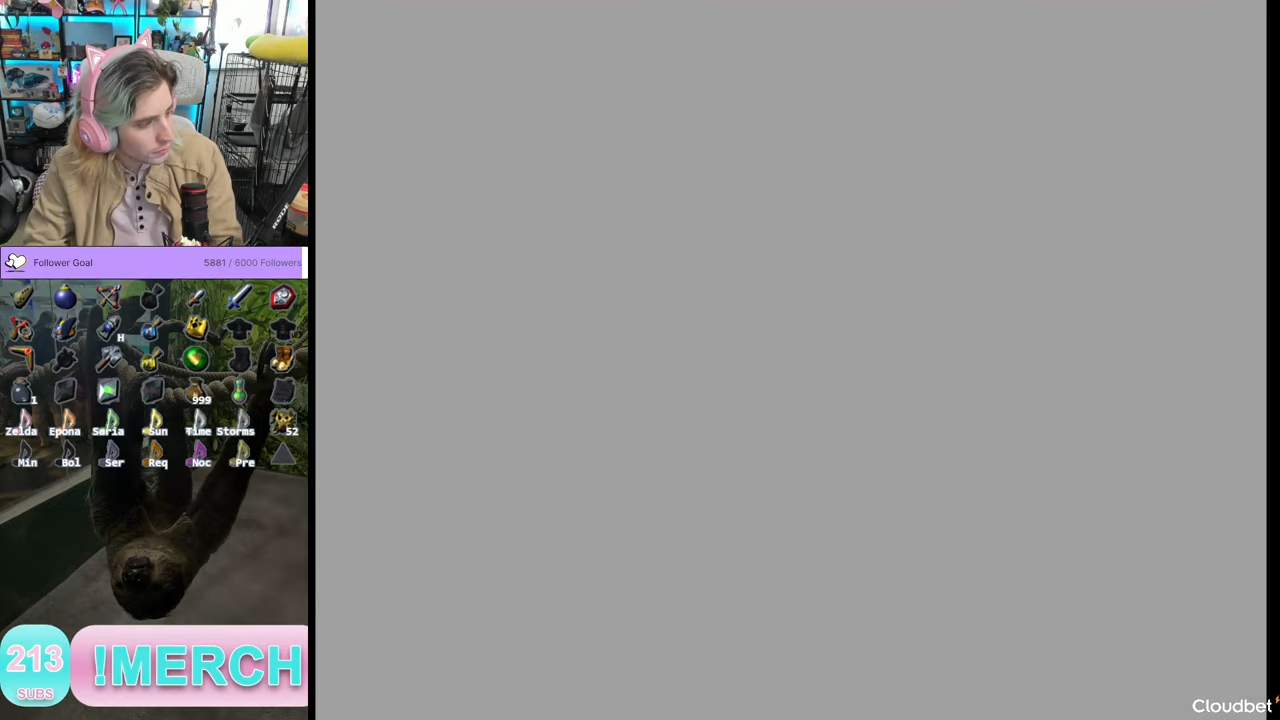 RODE
Follower Goal
5881 / 6000 Followers
H
1
999
Zelda Epona Saria Sun Time Storms 52
Min Bol Ser Req Noc Pre
213
SUBS
!MERCH
Cloudbet